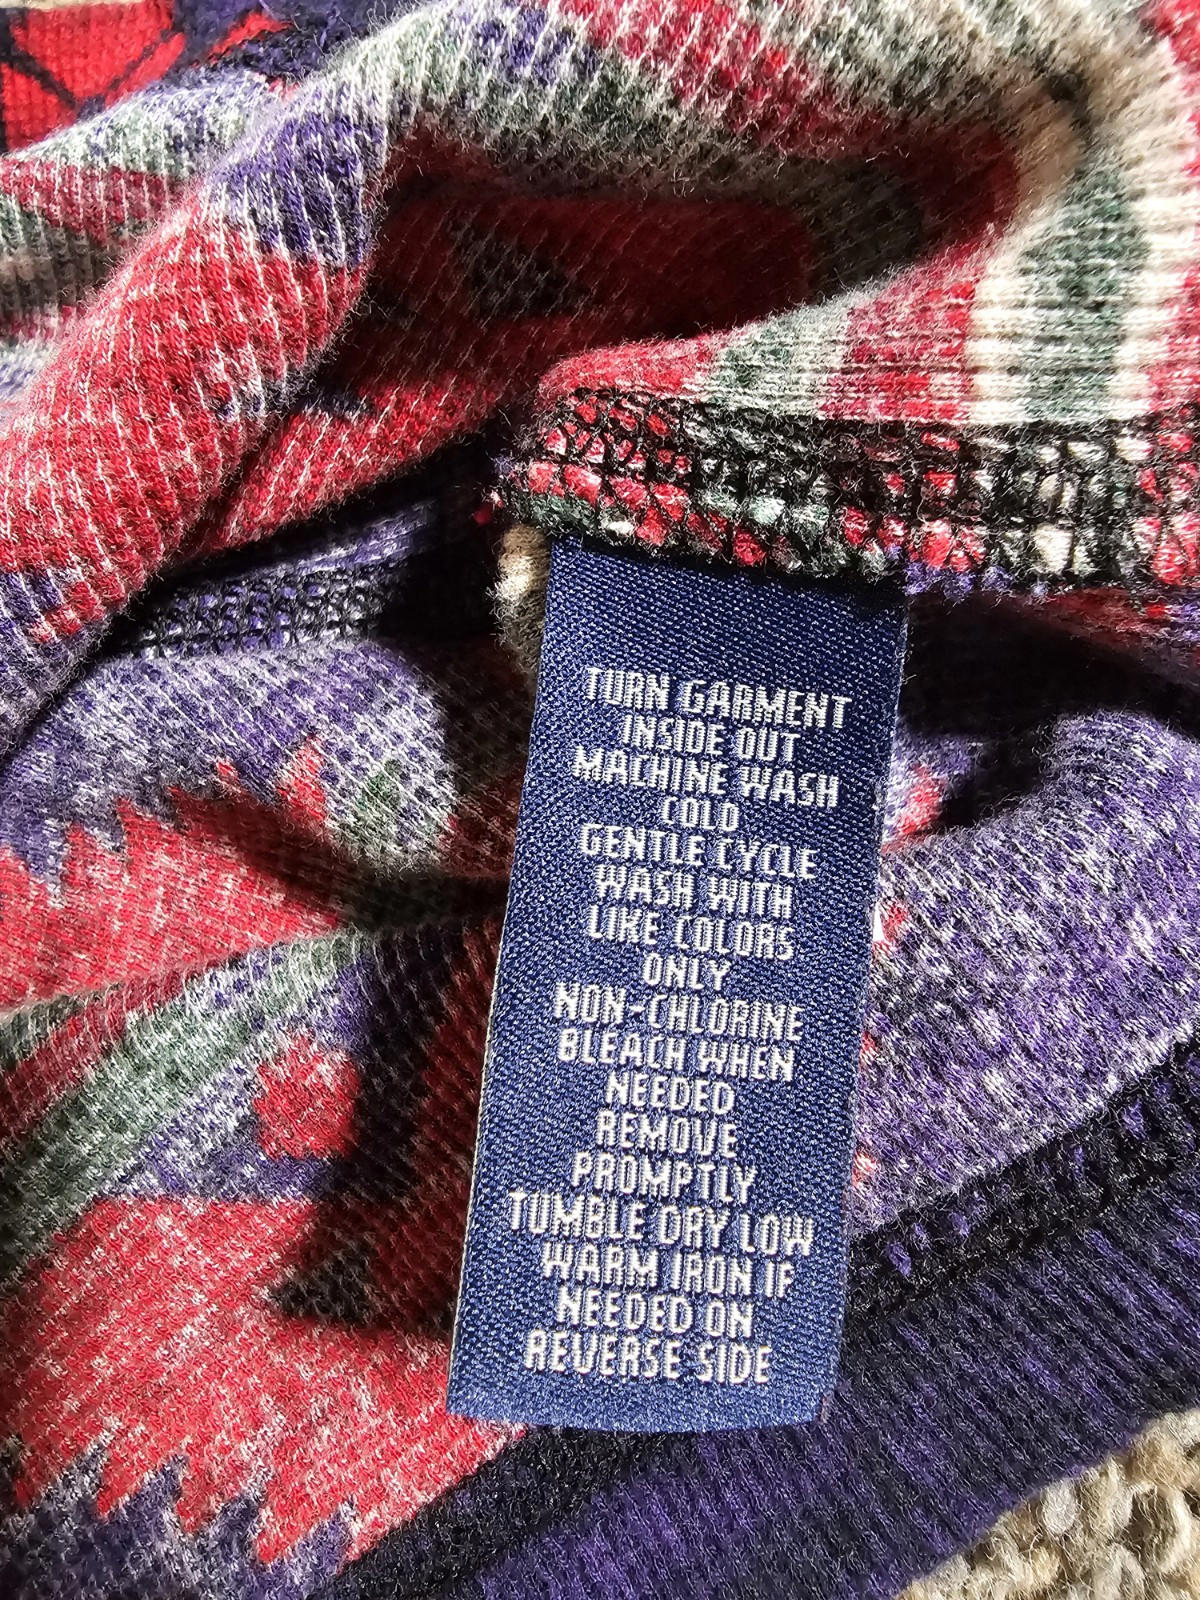 TURN GARMENT
INSIDE OUT
MACHINE WASH
COLD
GENTLE CYCLE
WASH WITH
LIKE COLORS
ONLY
NON-CHLORINE
BLEACH WHEN
NEEDED
REMOVE
PROMPTLY
TUMBLE DRY LOW
WARM IRON IF
NEEDED ON
REVERSE SIDE